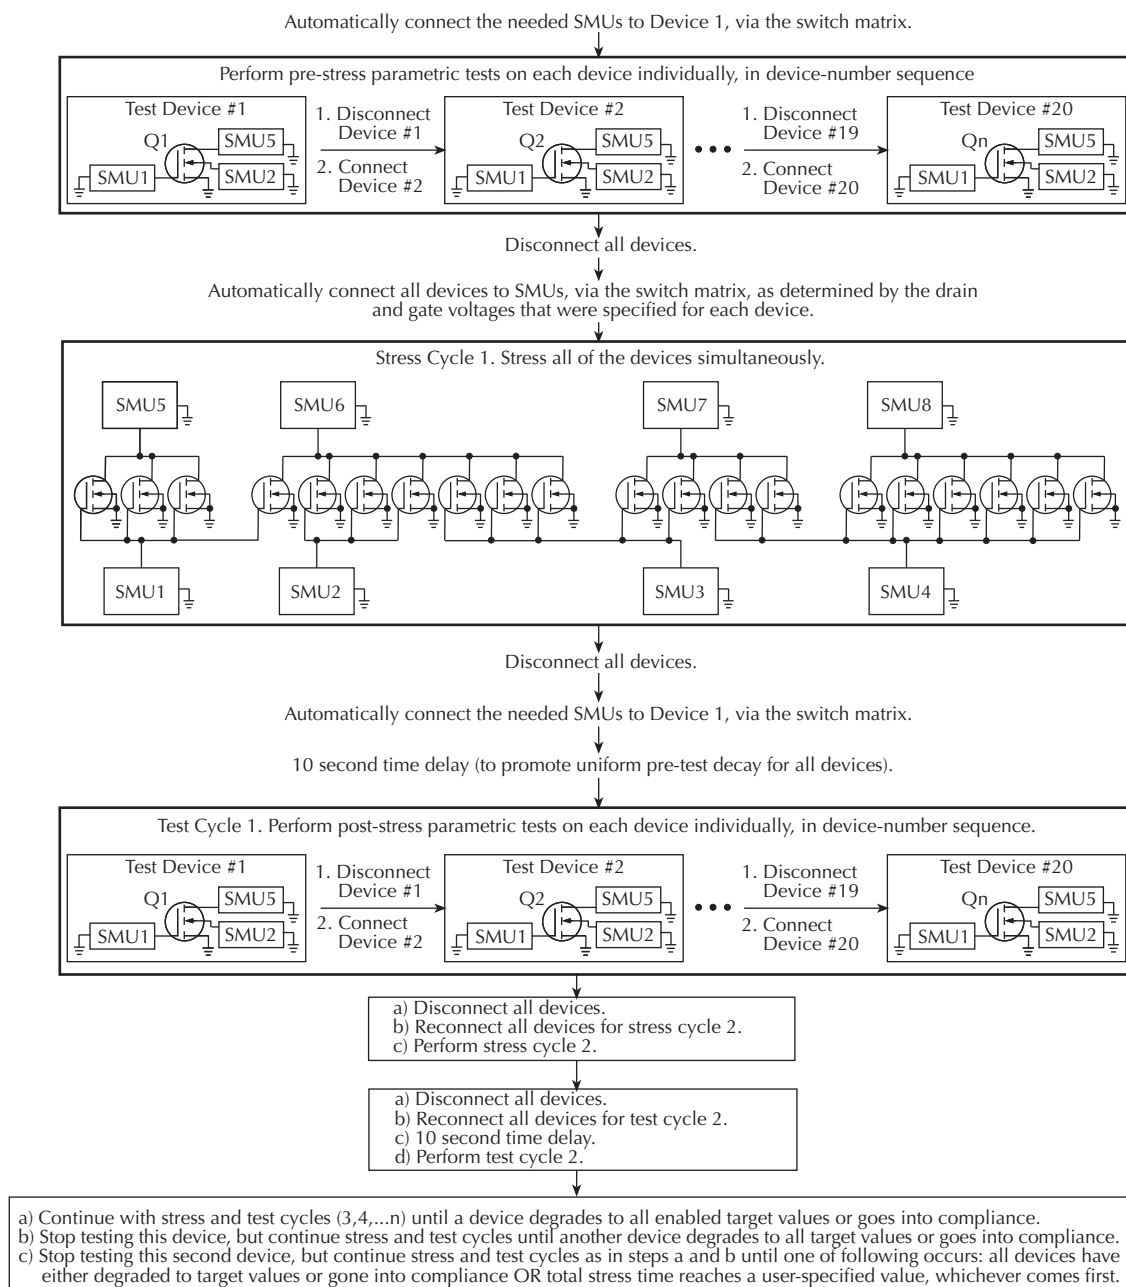 Automatically connect the needed SMUs to Device 1, via the switch matrix.
Perform pre-stress parametric tests on each device individually, in device-number sequence
Test Device #1
Q1
SMU5
SMU1
SMU2
1. Disconnect
Device #1
2. Connect
Device #2
Test Device #2
Q2
SMU5
SMU1
SMU2
• • •
1. Disconnect
Device #19
2. Connect
Device #20
Test Device #20
Qn
SMU5
SMU1
SMU2
Disconnect all devices.
Automatically connect all devices to SMUs, via the switch matrix, as determined by the drain
and gate voltages that were specified for each device.
Stress Cycle 1. Stress all of the devices simultaneously.
SMU5
SMU6
SMU7
SMU8
SMU1
SMU2
SMU3
SMU4
Disconnect all devices.
Automatically connect the needed SMUs to Device 1, via the switch matrix.
10 second time delay (to promote uniform pre-test decay for all devices).
Test Cycle 1. Perform post-stress parametric tests on each device individually, in device-number sequence.
Test Device #1
Q1
SMU5
SMU1
SMU2
1. Disconnect
Device #1
2. Connect
Device #2
Test Device #2
Q2
SMU5
SMU1
SMU2
• • •
1. Disconnect
Device #19
2. Connect
Device #20
Test Device #20
Qn
SMU5
SMU1
SMU2
a) Disconnect all devices.
b) Reconnect all devices for stress cycle 2.
c) Perform stress cycle 2.
a) Disconnect all devices.
b) Reconnect all devices for test cycle 2.
c) 10 second time delay.
d) Perform test cycle 2.
a) Continue with stress and test cycles (3,4,...n) until a device degrades to all enabled target values or goes into compliance.
b) Stop testing this device, but continue stress and test cycles until another device degrades to all target values or goes into compliance.
c) Stop testing this second device, but continue stress and test cycles as in steps a and b until one of following occurs: all devices have
either degraded to target values or gone into compliance OR total stress time reaches a user-specified value, whichever comes first.